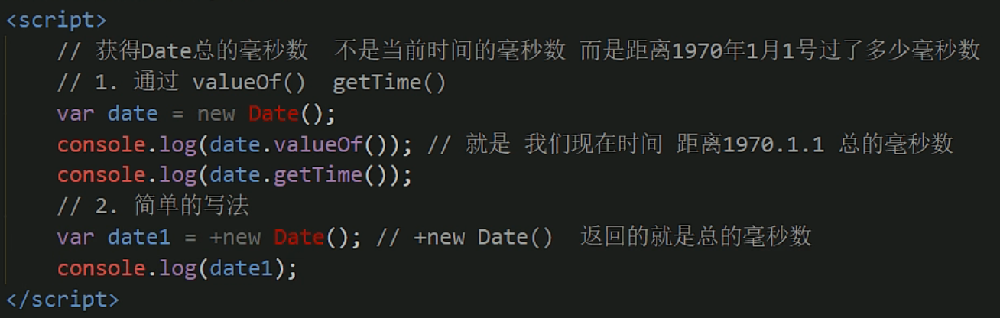 <script>
// 获得Date总的毫秒数  不是当前时间的毫秒数 而是距离1970年1月1号过了多少毫秒数
// 1. 通过 valueOf()  getTime()
var date = new Date();
console.log(date.valueOf()); // 就是 我们现在时间 距离1970.1.1 总的毫秒数
console.log(date.getTime());
// 2. 简单的写法
var date1 = +new Date(); // +new Date()  返回的就是总的毫秒数
console.log(date1);
</script>